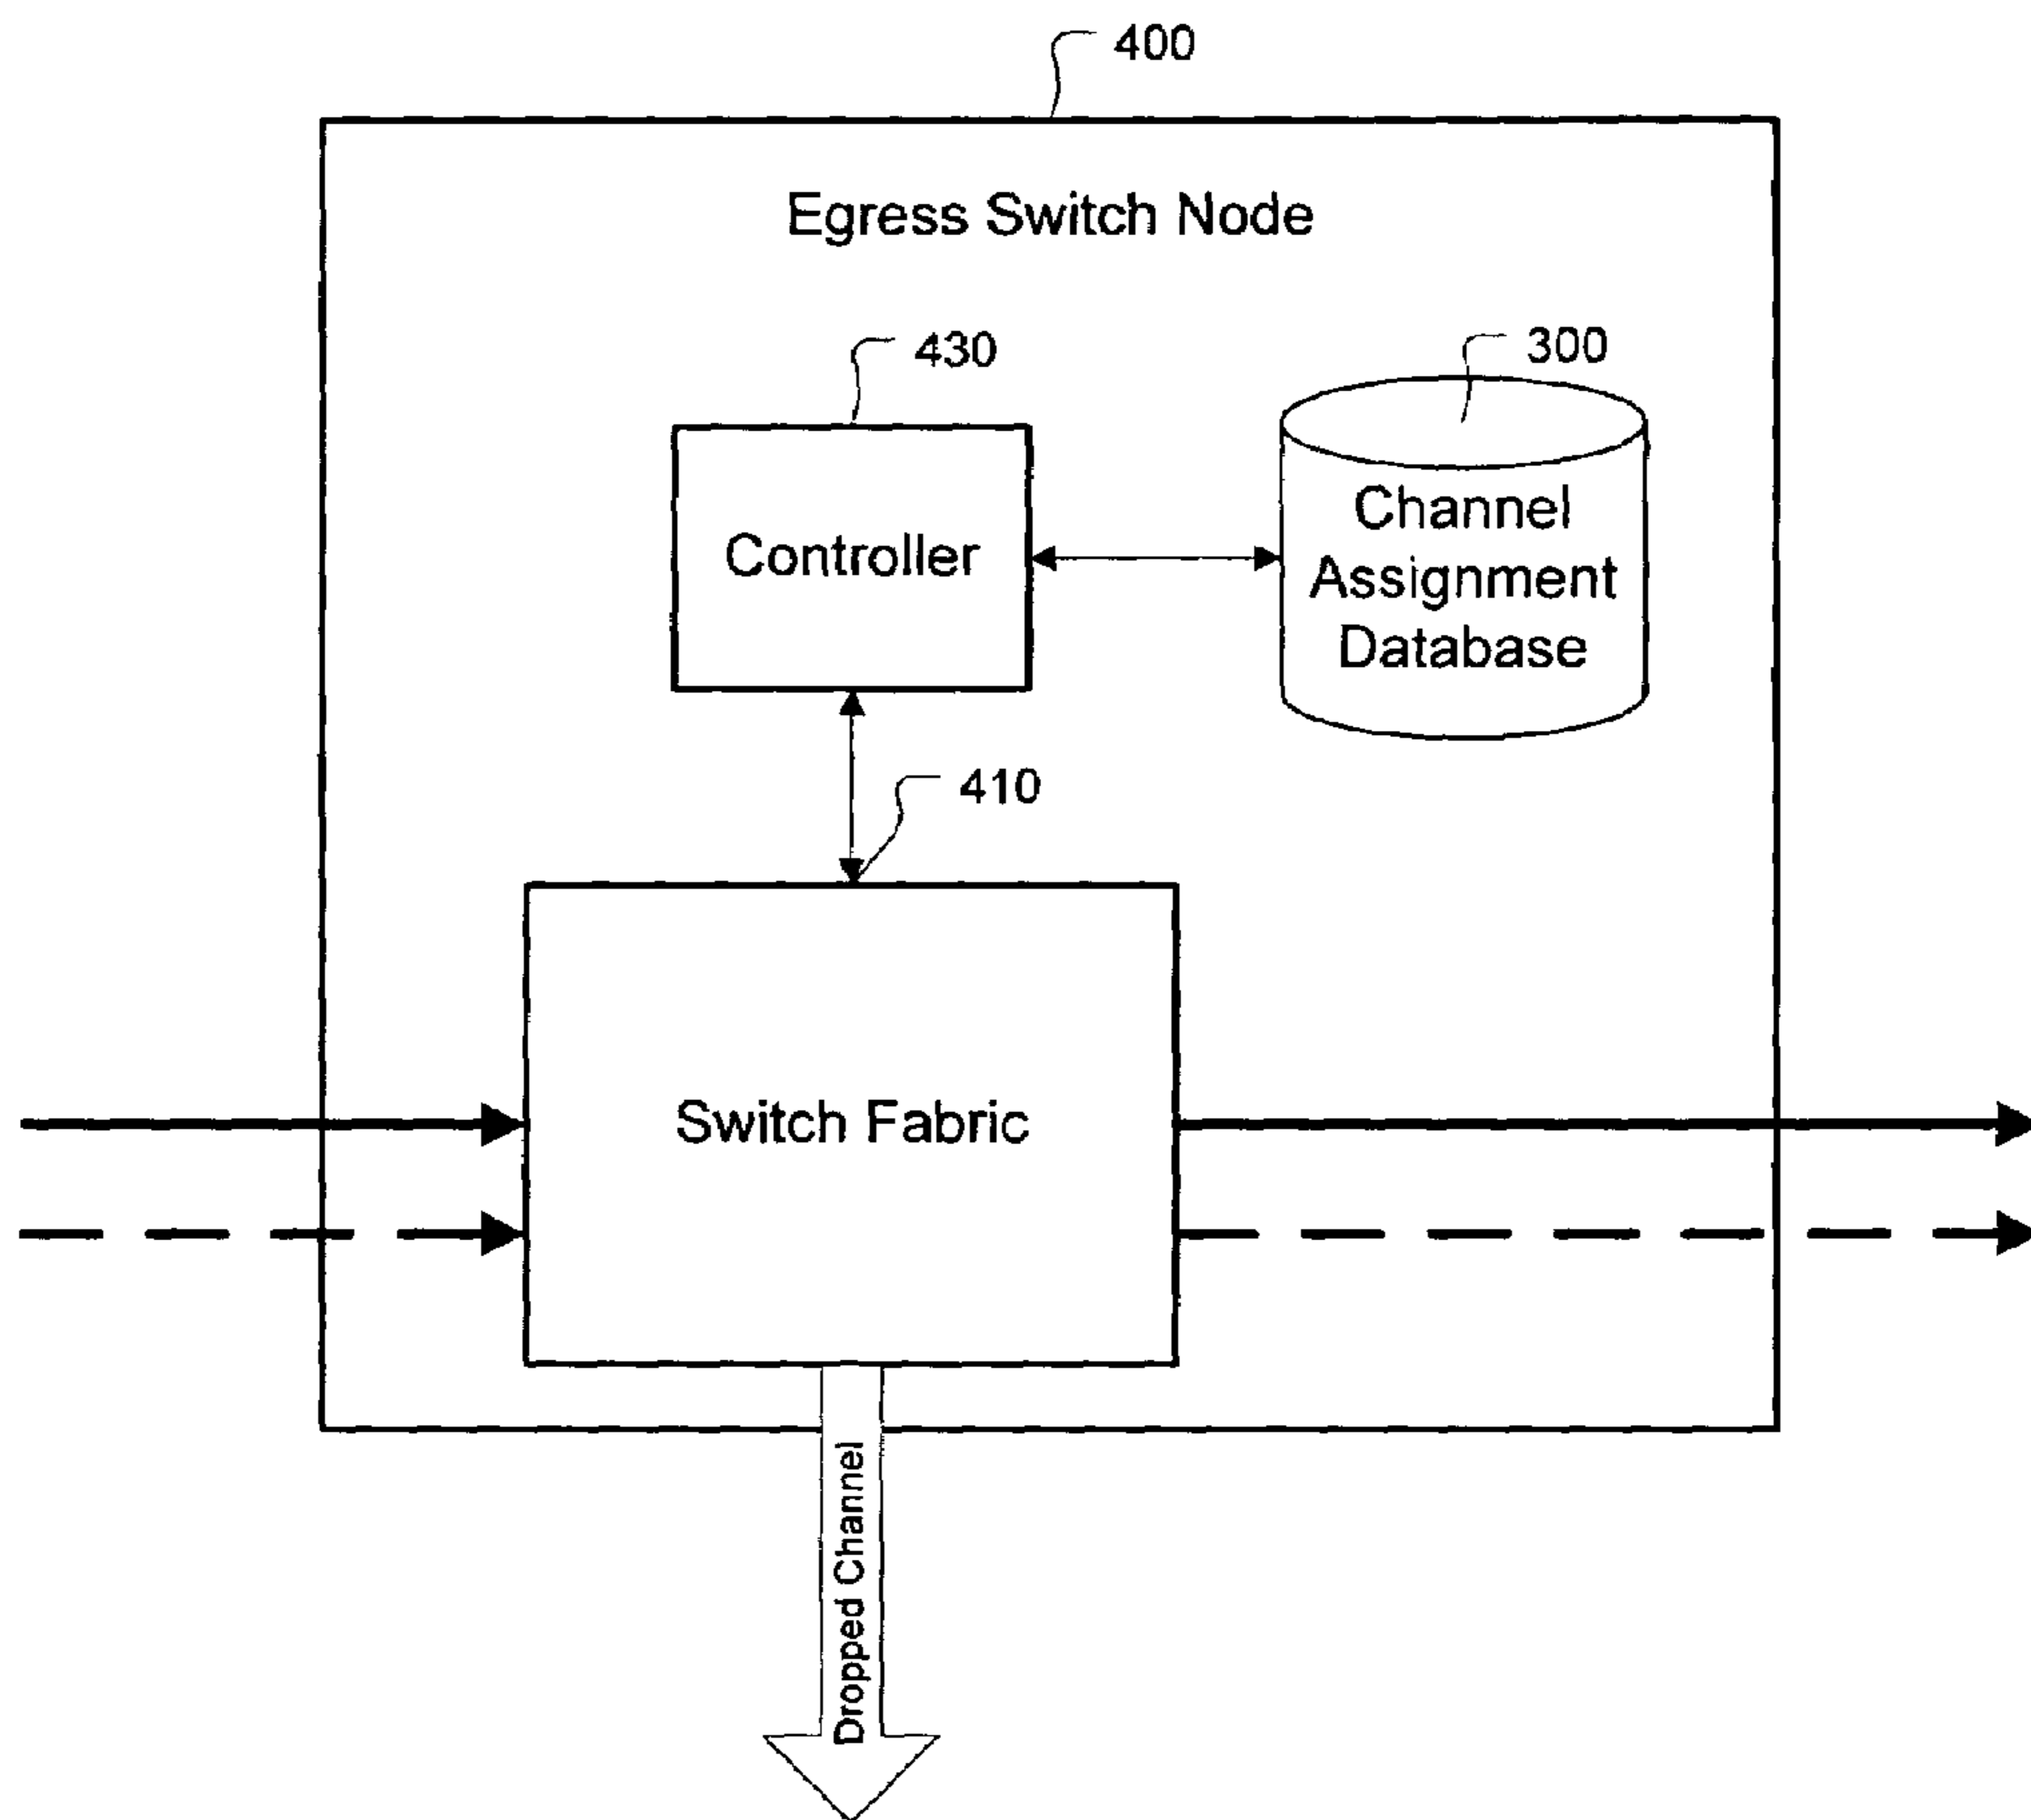 400
Egress Switch Node
430
300
Controller
Channel
Assignment
Database
410
Switch Fabric
Dropped Channel